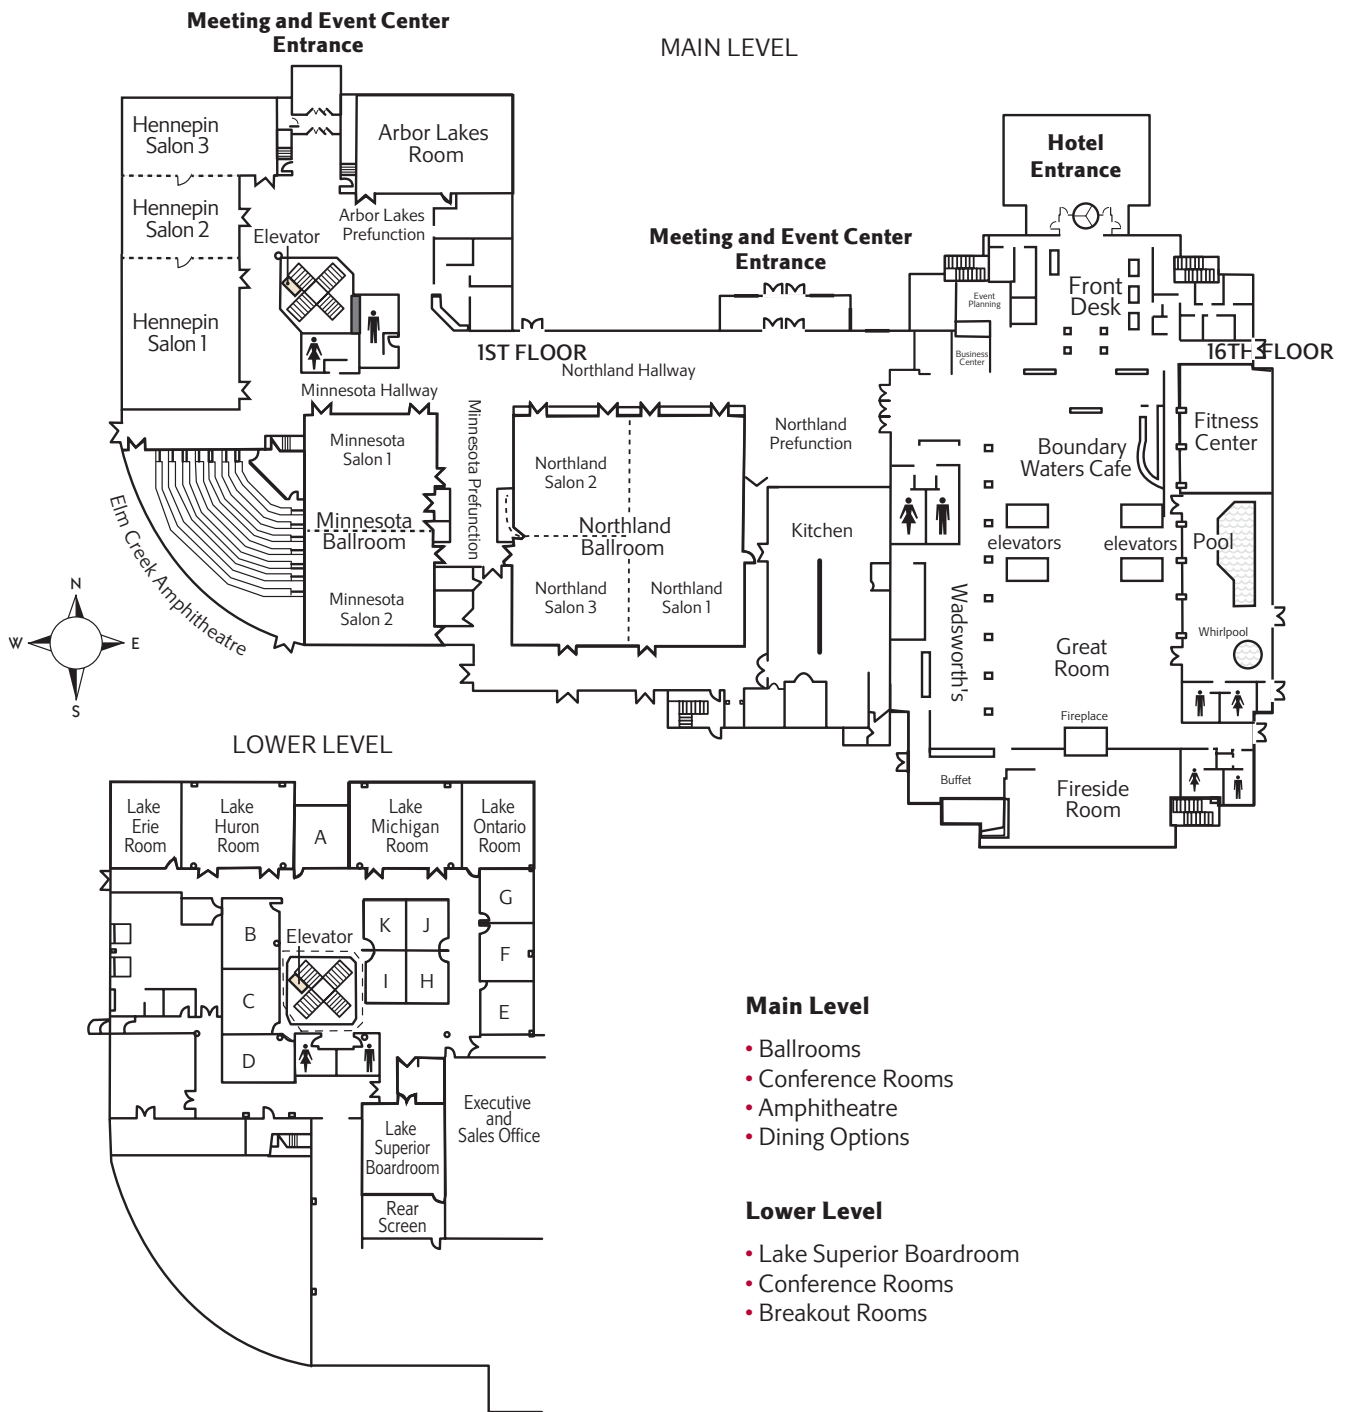 Meeting and Event Center
Entrance
MAIN LEVEL
Hennepin
Salon 3
Arbor Lakes
Room
Hotel
Entrance
Hennepin
Salon 2
Arbor Lakes
Prefunction
Elevator
Meeting and Event Center
Entrance
Event
Planning
Front
Desk
Hennepin
Salon 1
1ST FLOOR
Northland Hallway
Business
Center
16TH FLOOR
Minnesota Hallway
Minnesota Prefunction
Minnesota
Salon 1
Northland
Prefunction
Boundary
Waters Cafe
Fitness
Center
Northland
Salon 2
Elm Creek Amphitheatre
Minnesota
Ballroom
Northland
Ballroom
Kitchen
elevators
elevators
Pool
Minnesota
Salon 2
Northland
Salon 3
Northland
Salon 1
Wadsworth's
Whirlpool
Great
Room
N
W
E
S
Fireplace
LOWER LEVEL
Buffet
Fireside
Room
Lake
Erie
Room
Lake
Huron
Room
A
Lake
Michigan
Room
Lake
Ontario
Room
G
K
J
B
Elevator
F
I
H
C
E
D
Main Level
• Ballrooms
• Conference Rooms
• Amphitheatre
• Dining Options
Executive
and
Sales Office
Lake
Superior
Boardroom
Rear
Screen
Lower Level
• Lake Superior Boardroom
• Conference Rooms
• Breakout Rooms